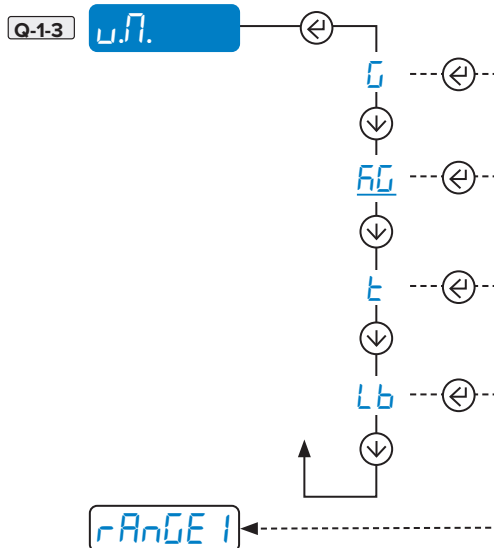 Q-1-3 u.M.
G
KG
t
Lb
rAnGE 1